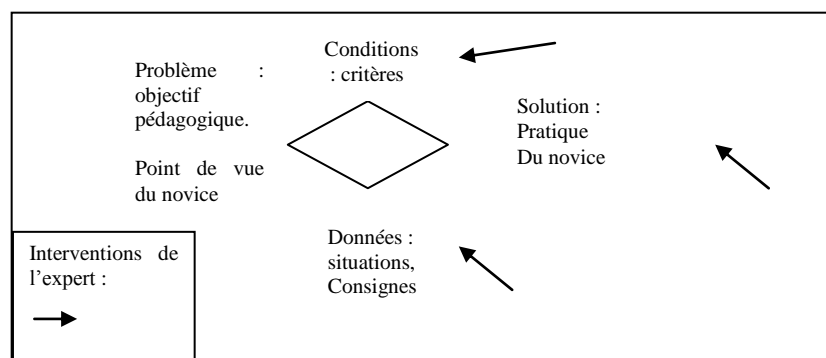 Conditions
: critères
Problème :
objectif
pédagogique.
Point de vue
du novice
Solution :
Pratique
Du novice
Données :
situations,
Consignes
Interventions de
l’expert :